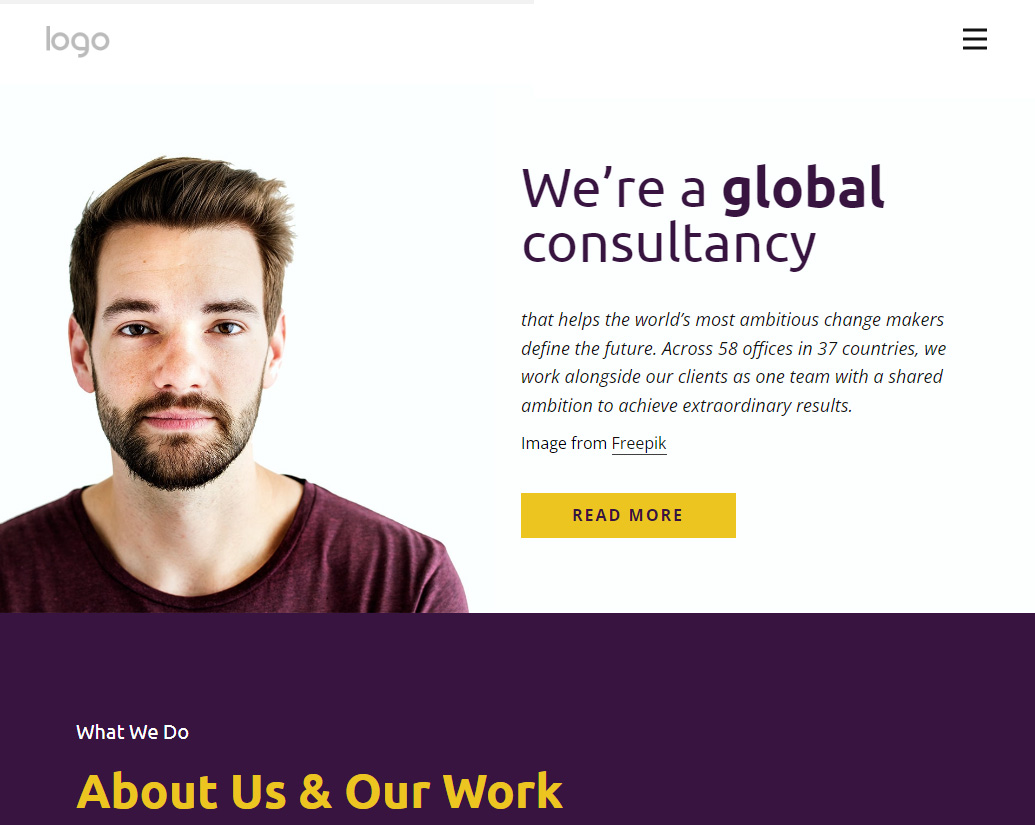 logo
We’re a global
consultancy
that helps the world’s most ambitious change makers
define the future. Across 58 offices in 37 countries, we
work alongside our clients as one team with a shared
ambition to achieve extraordinary results.
Image from Freepik
READ MORE
What We Do
About Us & Our Work